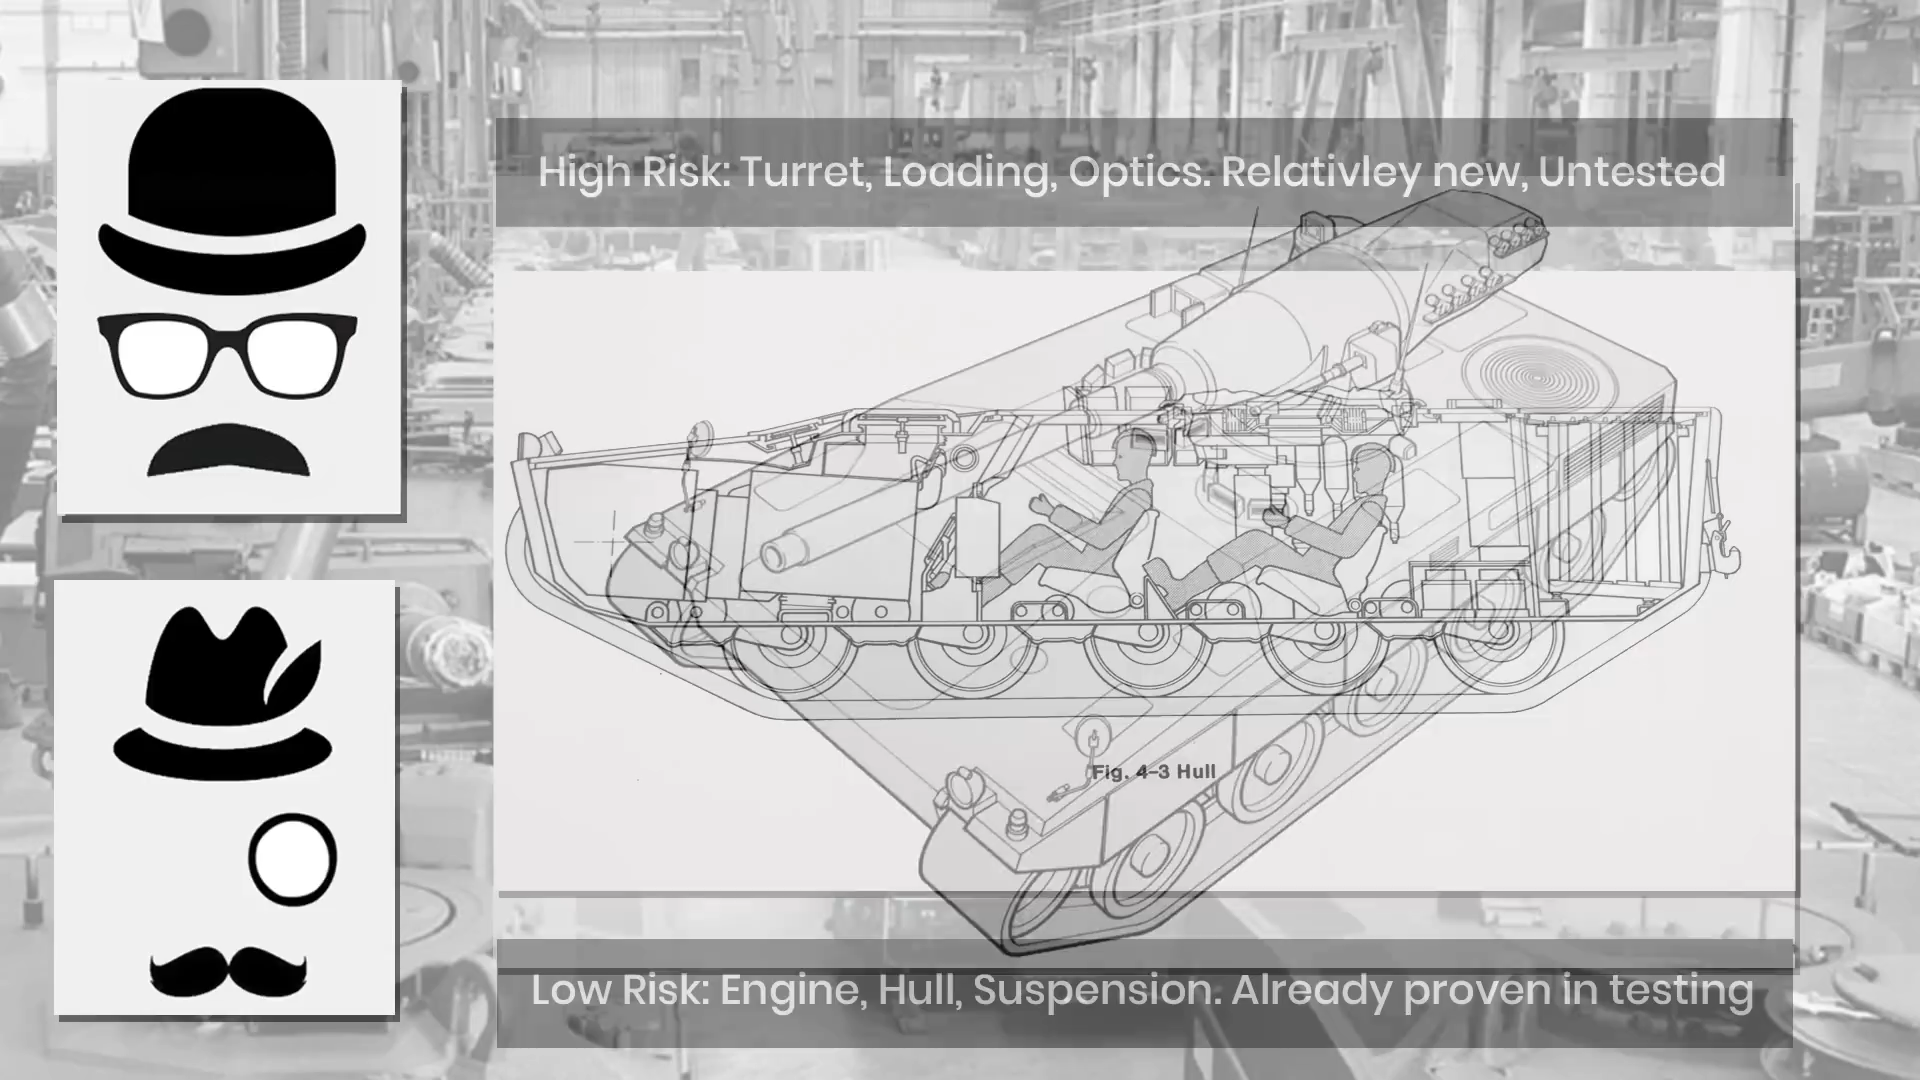 High Risk: Turret, Loading, Optics. Relativley new, Untested
Fig. 4-3 Hull
Low Risk: Engine, Hull, Suspension. Already proven in testing